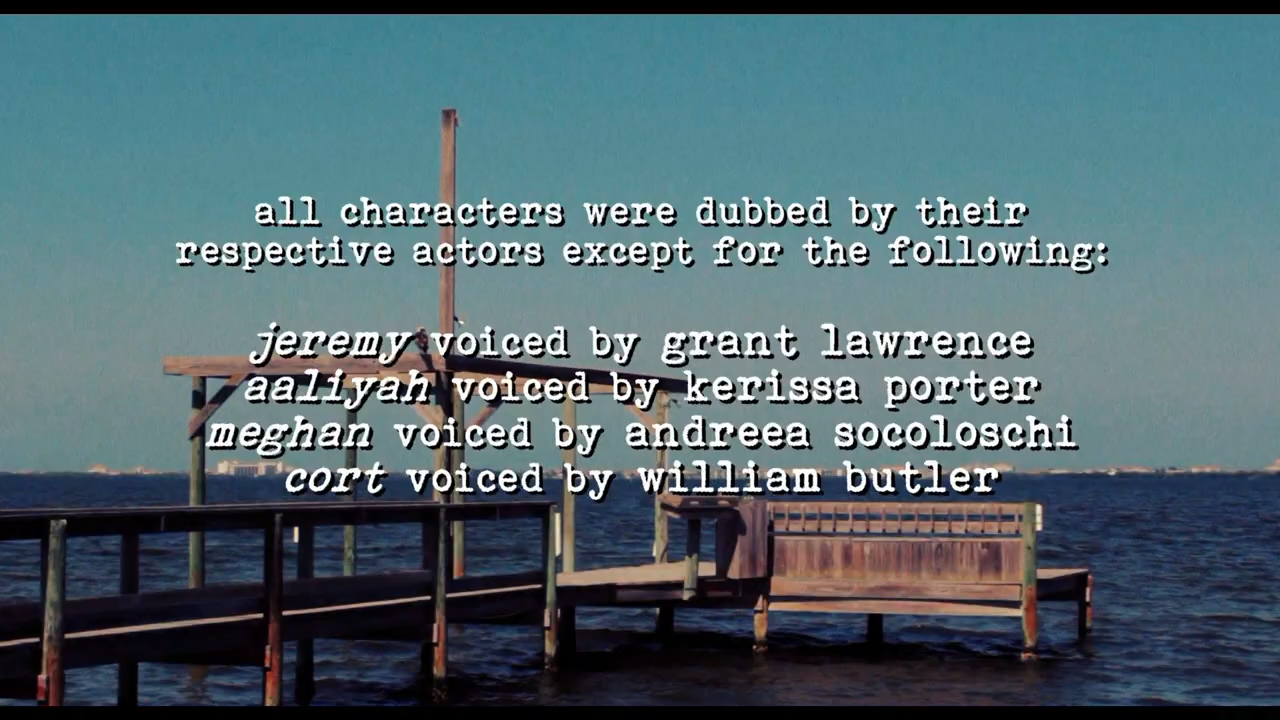 all characters were dubbed by their
respective actors except for the following:
jeremy voiced by grant lawrence
aaliyah voiced by kerissa porter
meghan voiced by andreea socoloschi
cort voiced by william butler